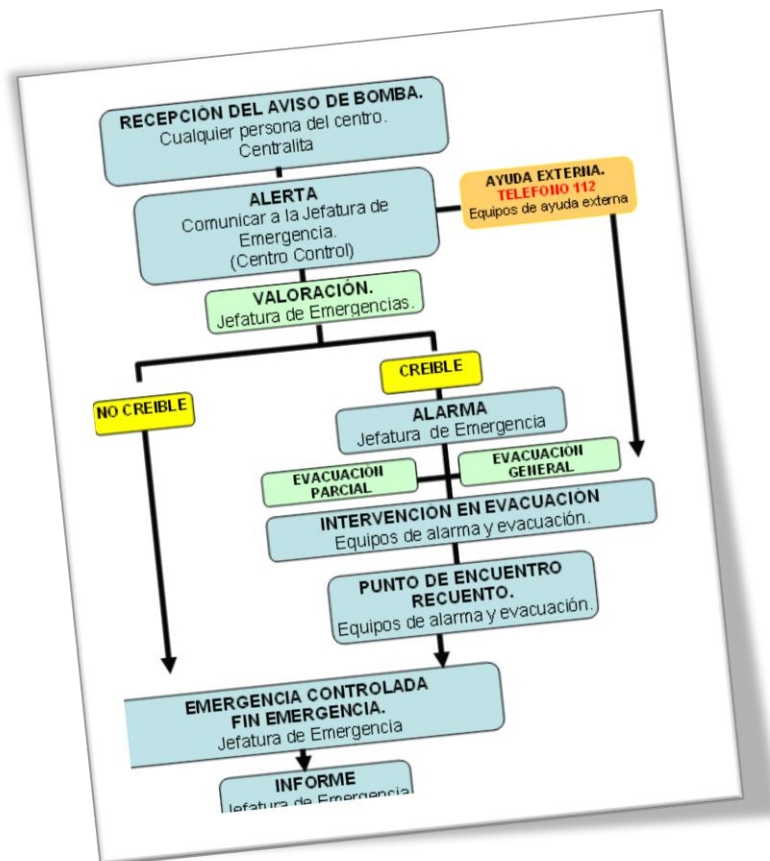 RECEPCIÓN DEL AVISO DE BOMBA.
Cualquier persona del centro.
Centralita
ALERTA
Comunicar a la Jefatura de
Emergencia.
(Centro Control)
AYUDA EXTERNA.
TELEFONO 112
Equipos de ayuda externa
VALORACIÓN.
Jefatura de Emergencias.
NO CREIBLE
CREIBLE
ALARMA
Jefatura de Emergencia
EVACUACIÓN
PARCIAL
EVACUACIÓN
GENERAL
INTERVENCIÓN EN EVACUACIÓN
Equipos de alarma y evacuación.
PUNTO DE ENCUENTRO
RECUENTO.
Equipos de alarma y evacuación.
EMERGENCIA CONTROLADA
FIN EMERGENCIA.
Jefatura de Emergencia
INFORME
Jefatura de Emergencia